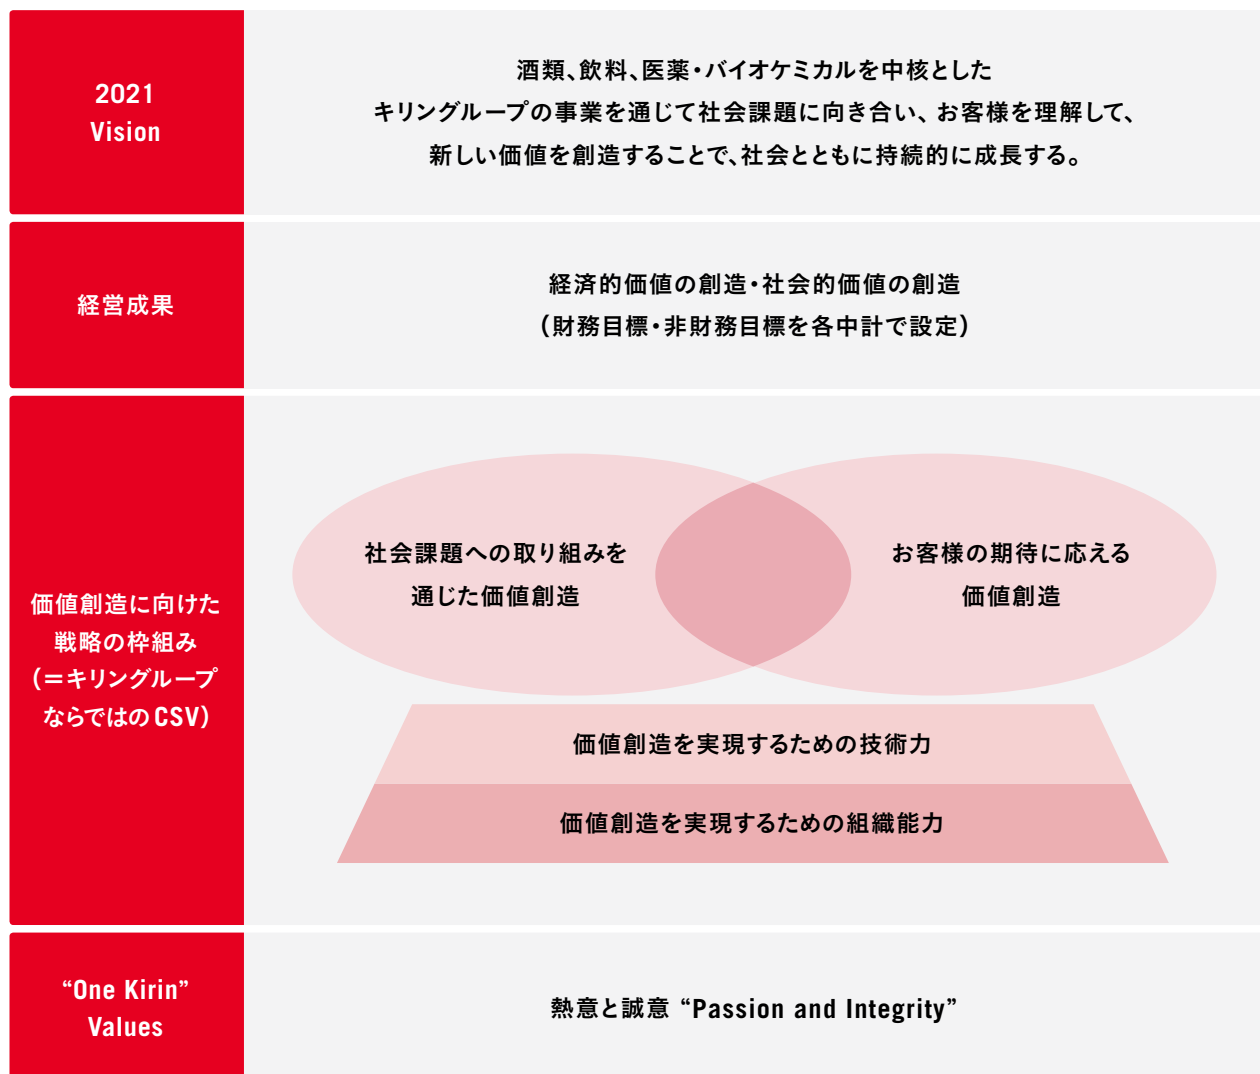 2021
Vision
酒類、飲料、医薬・バイオケミカルを中核とした
キリングループの事業を通じて社会課題に向き合い、お客様を理解して、
新しい価値を創造することで、社会とともに持続的に成長する。
経営成果
経済的価値の創造・社会的価値の創造
（財務目標・非財務目標を各中計で設定）
価値創造に向けた
戦略の枠組み
（＝キリングループ
ならではのCSV）
社会課題への取り組みを
通じた価値創造
お客様の期待に応える
価値創造
価値創造を実現するための技術力
価値創造を実現するための組織能力
“One Kirin”
Values
熱意と誠意 “Passion and Integrity”